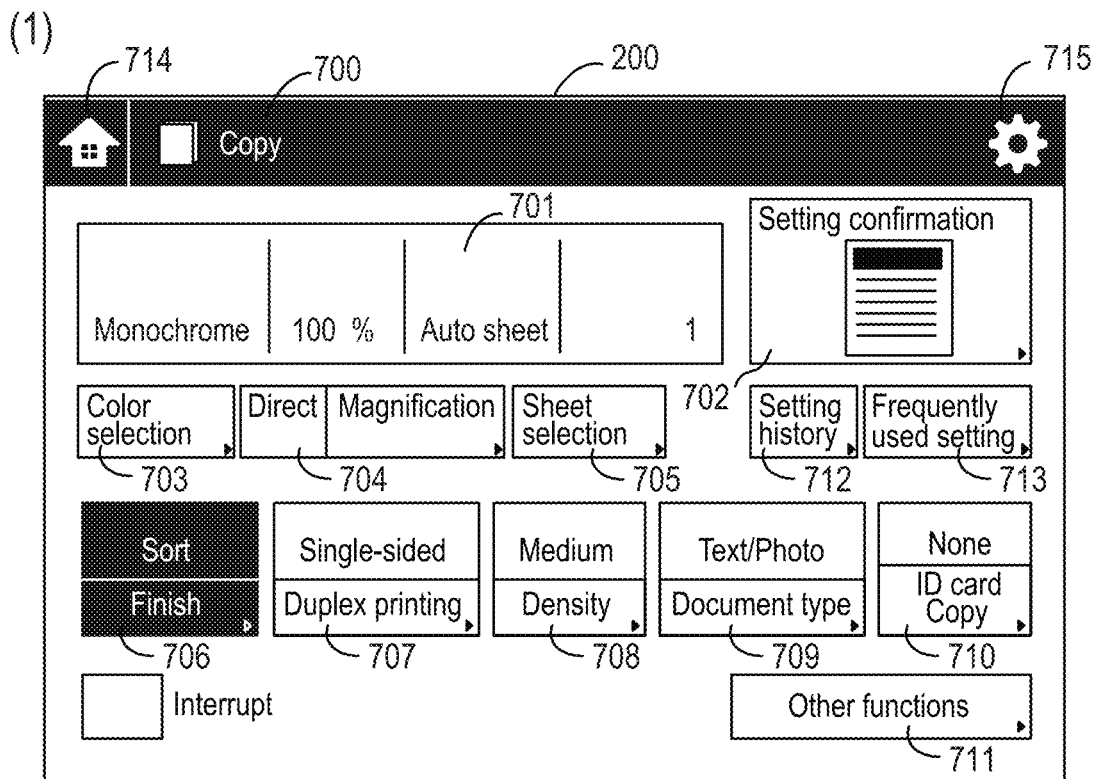 (1)
714
700
200
715
Copy
701
Setting confirmation
Monochrome 100 % Auto sheet 1
702
Color selection
Direct Magnification
Sheet selection
Setting history
Frequently used setting
703
704
705
712
713
Sort
Single-sided
Medium
Text/Photo
None
Finish
Duplex printing
Density
Document type
ID card Copy
706
707
708
709
710
Interrupt
Other functions
711